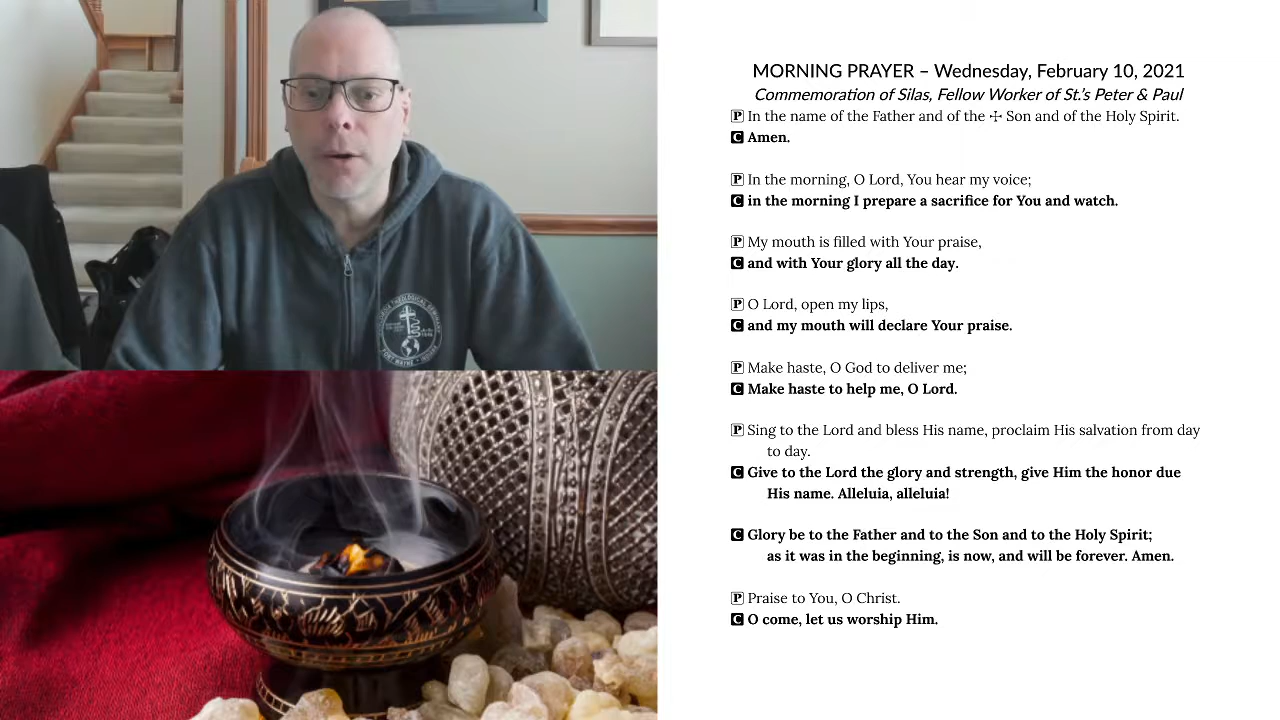 MORNING PRAYER – Wednesday, February 10, 2021
Commemoration of Silas, Fellow Worker of St.'s Peter & Paul
P In the name of the Father and of the ☩ Son and of the Holy Spirit.
C Amen.
P In the morning, O Lord, You hear my voice;
C in the morning I prepare a sacrifice for You and watch.
P My mouth is filled with Your praise,
C and with Your glory all the day.
P O Lord, open my lips,
C and my mouth will declare Your praise.
P Make haste, O God to deliver me;
C Make haste to help me, O Lord.
P Sing to the Lord and bless His name, proclaim His salvation from day
to day.
C Give to the Lord the glory and strength, give Him the honor due
His name. Alleluia, alleluia!
C Glory be to the Father and to the Son and to the Holy Spirit;
as it was in the beginning, is now, and will be forever. Amen.
P Praise to You, O Christ.
C O come, let us worship Him.
THEOLOGICAL SEMINARY
FORT WAYNE